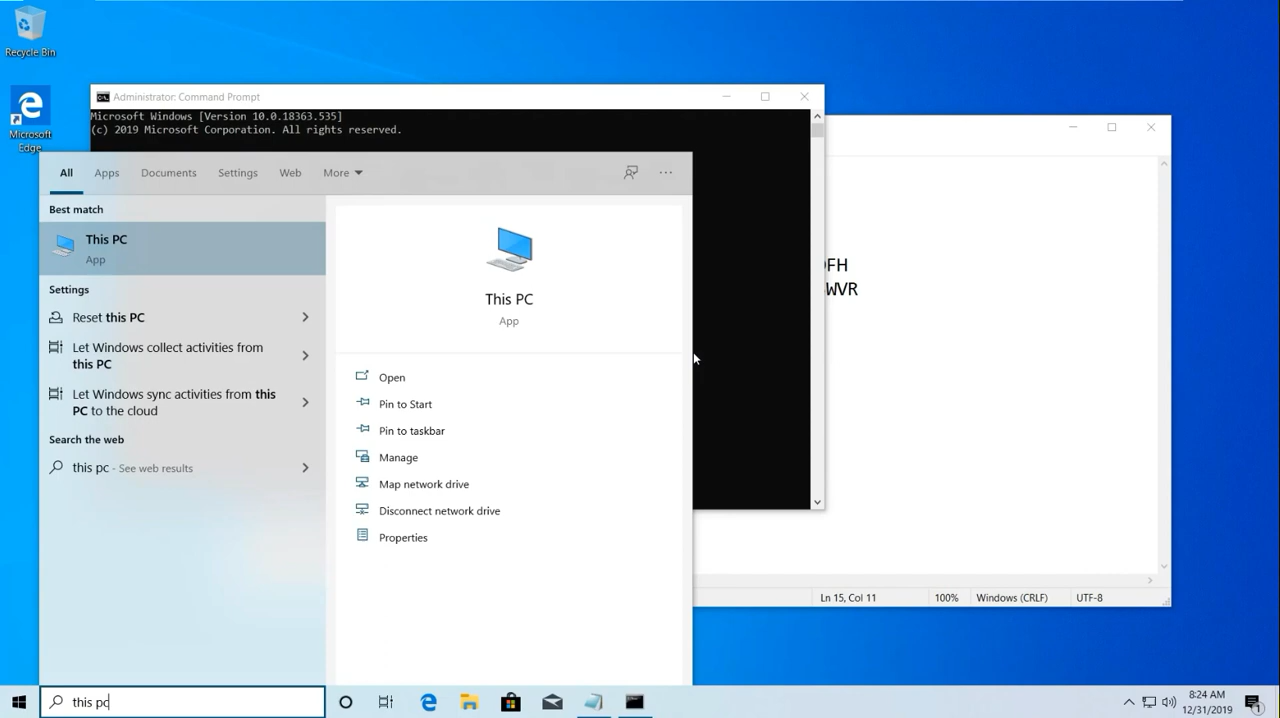 Recycle Bin
Microsoft
Edge
Administrator: Command Prompt
Microsoft Windows [Version 10.0.18363.535]
(c) 2019 Microsoft Corporation. All rights reserved.
All Apps Documents Settings Web More
Best match
This PC
App
Settings
Reset this PC
Let Windows collect activities from
this PC
Let Windows sync activities from this
PC to the cloud
Search the web
this pc - See web results
This PC
App
Open
Pin to Start
Pin to taskbar
Manage
Map network drive
Disconnect network drive
Properties
FH
WVR
Ln 15, Col 11 100% Windows (CRLF) UTF-8
this pc
8:24 AM
12/31/2019
1